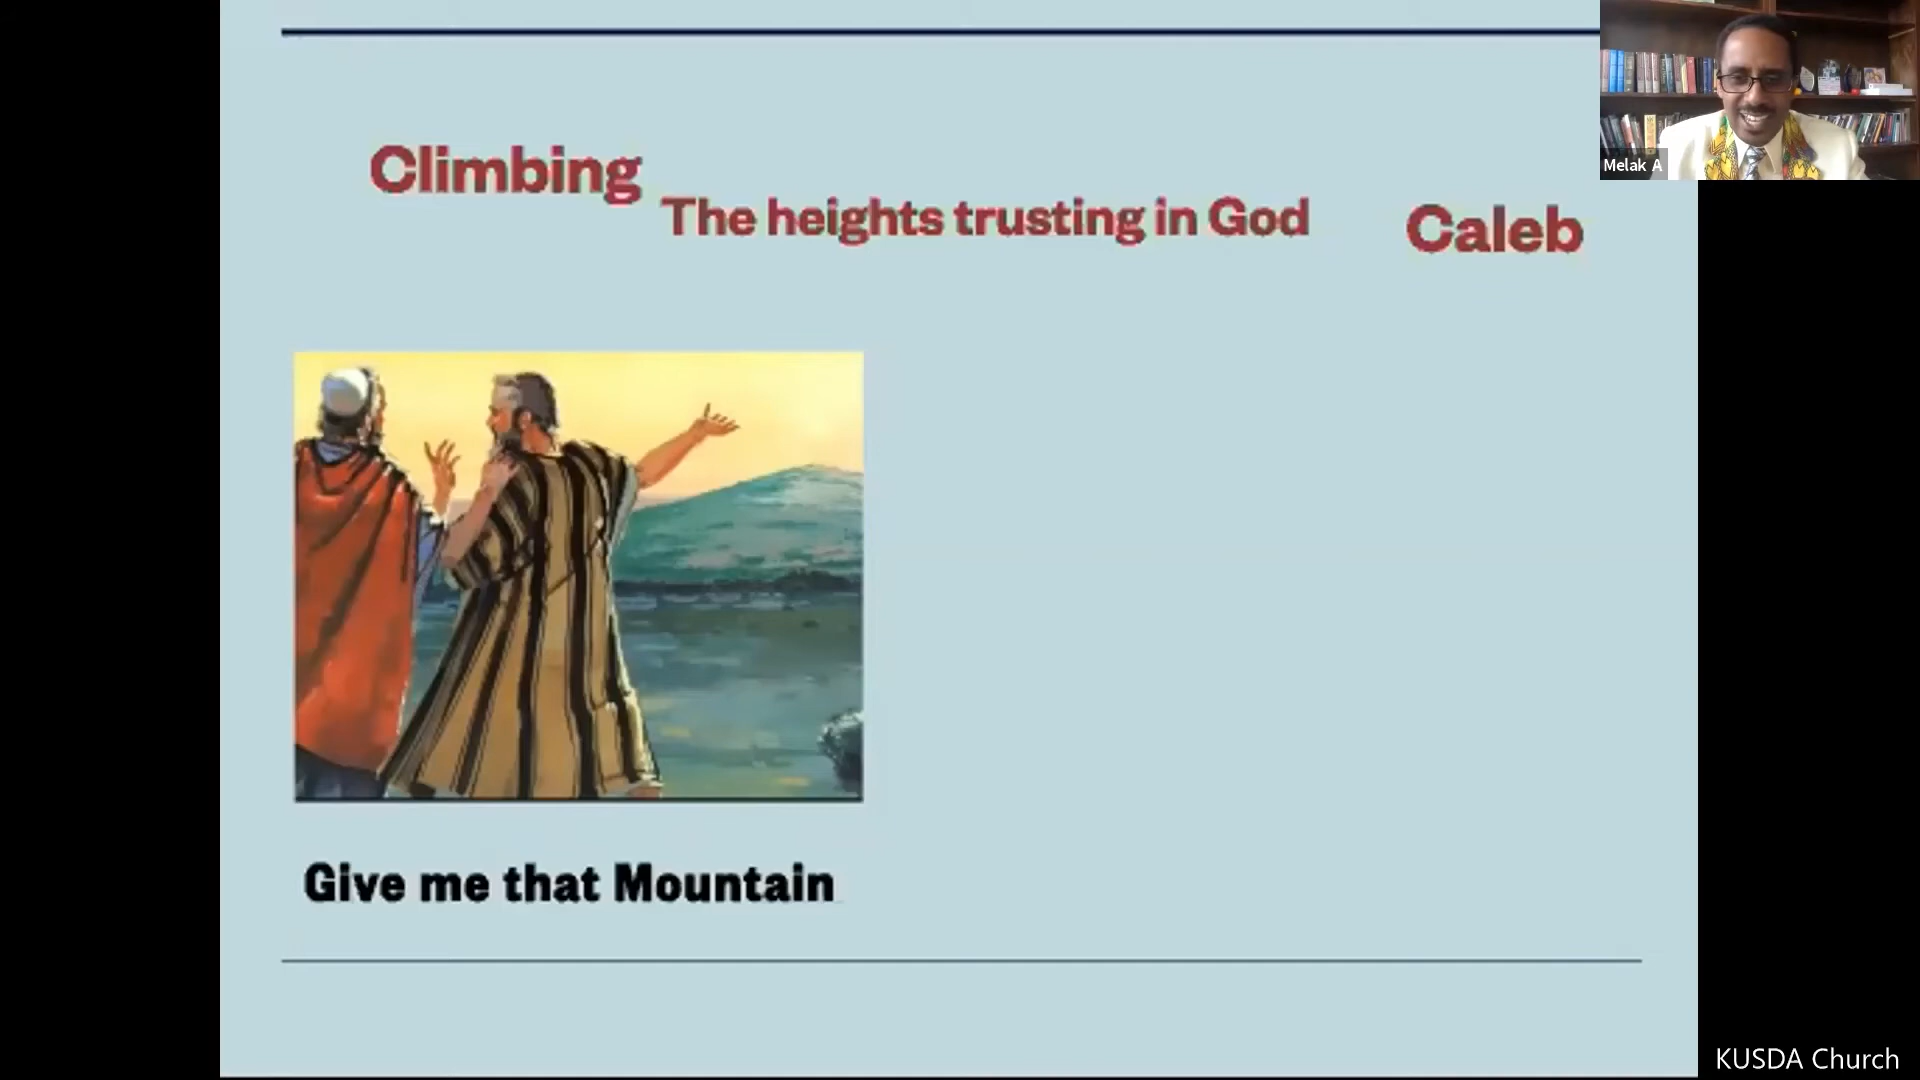 Climbing
The heights trusting in God
Caleb
Melak A
Give me that Mountain
KUSDA Church